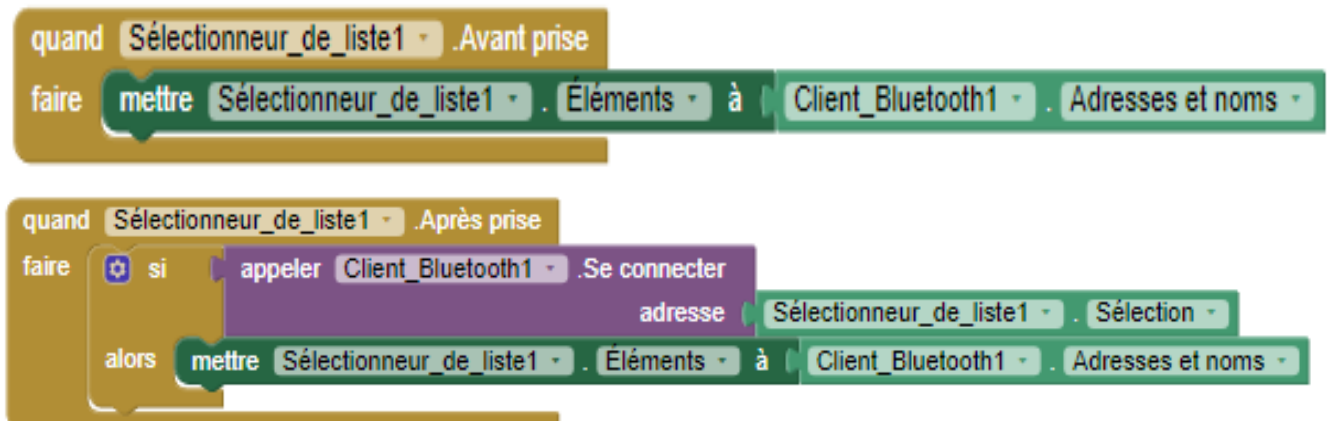 quand Sélectionneur_de_liste1 .Avant prise
faire mettre Sélectionneur_de_liste1 . Éléments à Client_Bluetooth1 . Adresses et noms
quand Sélectionneur_de_liste1 .Après prise
faire si appeler Client_Bluetooth1 .Se connecter
adresse Sélectionneur_de_liste1 . Sélection
alors mettre Sélectionneur_de_liste1 . Éléments à Client_Bluetooth1 . Adresses et noms